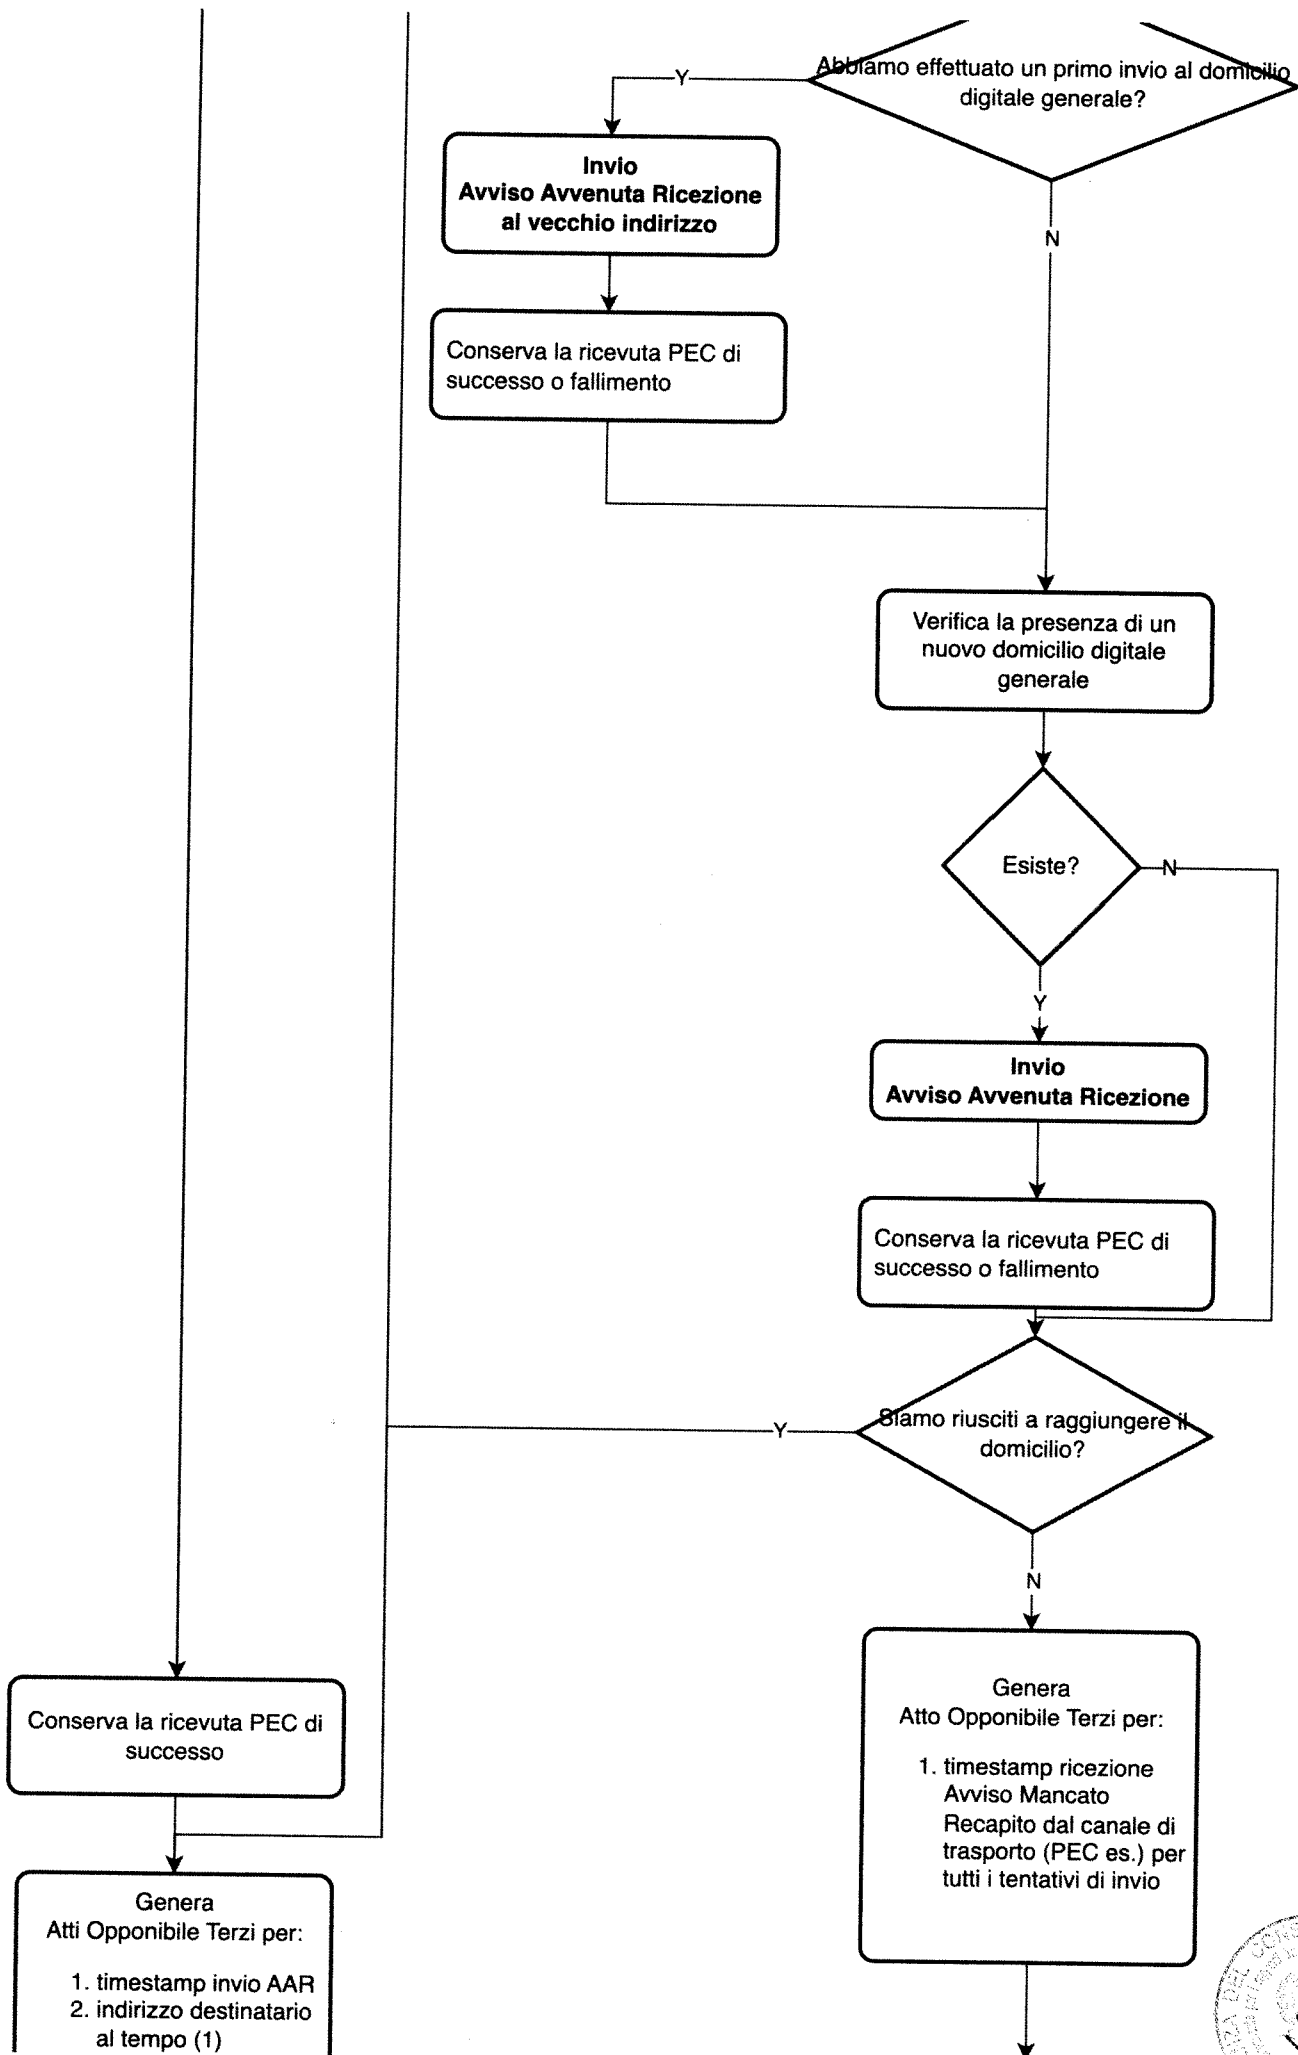 Abbiamo effettuato un primo invio al domicilio
digitale generale?
Y
Invio
Avviso Avvenuta Ricezione
al vecchio indirizzo
N
Conserva la ricevuta PEC di
successo o fallimento
Verifica la presenza di un
nuovo domicilio digitale
generale
Esiste?
N
Y
Invio
Avviso Avvenuta Ricezione
Conserva la ricevuta PEC di
successo o fallimento
Siamo riusciti a raggiungere il
domicilio?
Y
N
Genera
Atto Opponibile Terzi per:
1. timestamp ricezione
Avviso Mancato
Recapito dal canale di
trasporto (PEC es.) per
tutti i tentativi di invio
Conserva la ricevuta PEC di
successo
Genera
Atti Opponibile Terzi per:
1. timestamp invio AAR
2. indirizzo destinatario
al tempo (1)